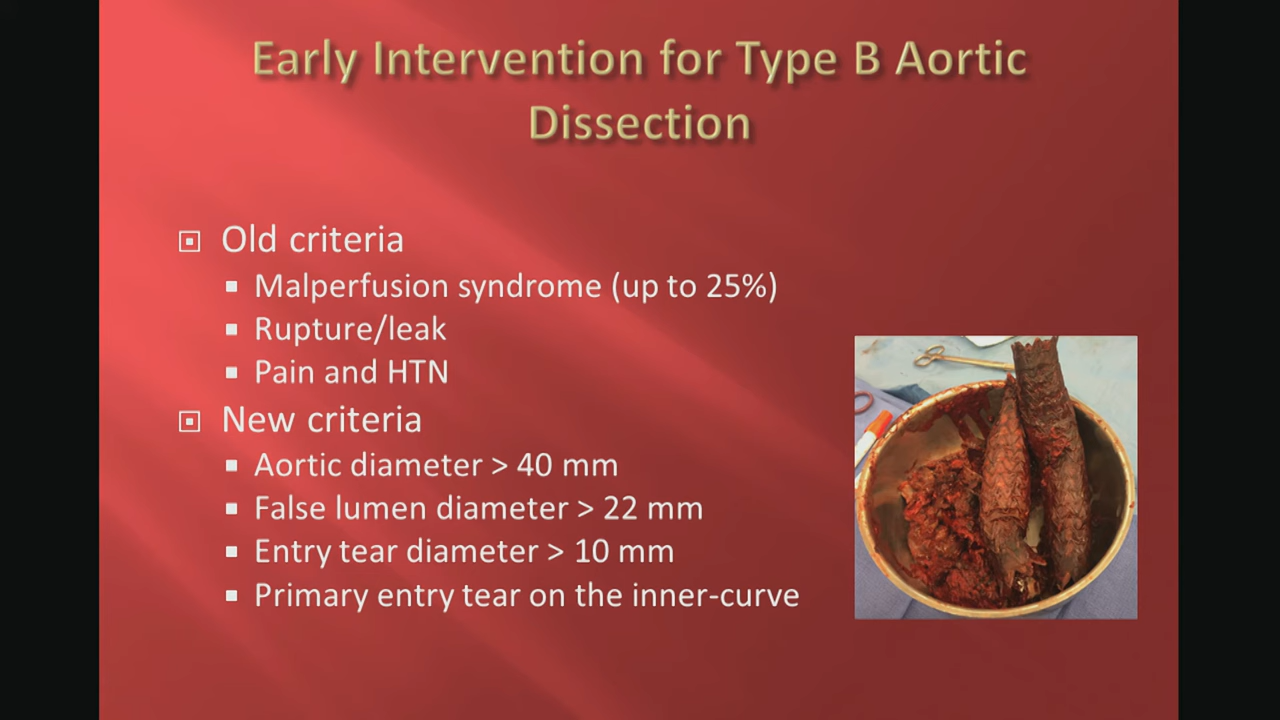 Early Intervention for Type B Aortic
Dissection
Old criteria
Malperfusion syndrome (up to 25%)
Rupture/leak
Pain and HTN
New criteria
Aortic diameter > 40 mm
False lumen diameter > 22 mm
Entry tear diameter > 10 mm
Primary entry tear on the inner-curve